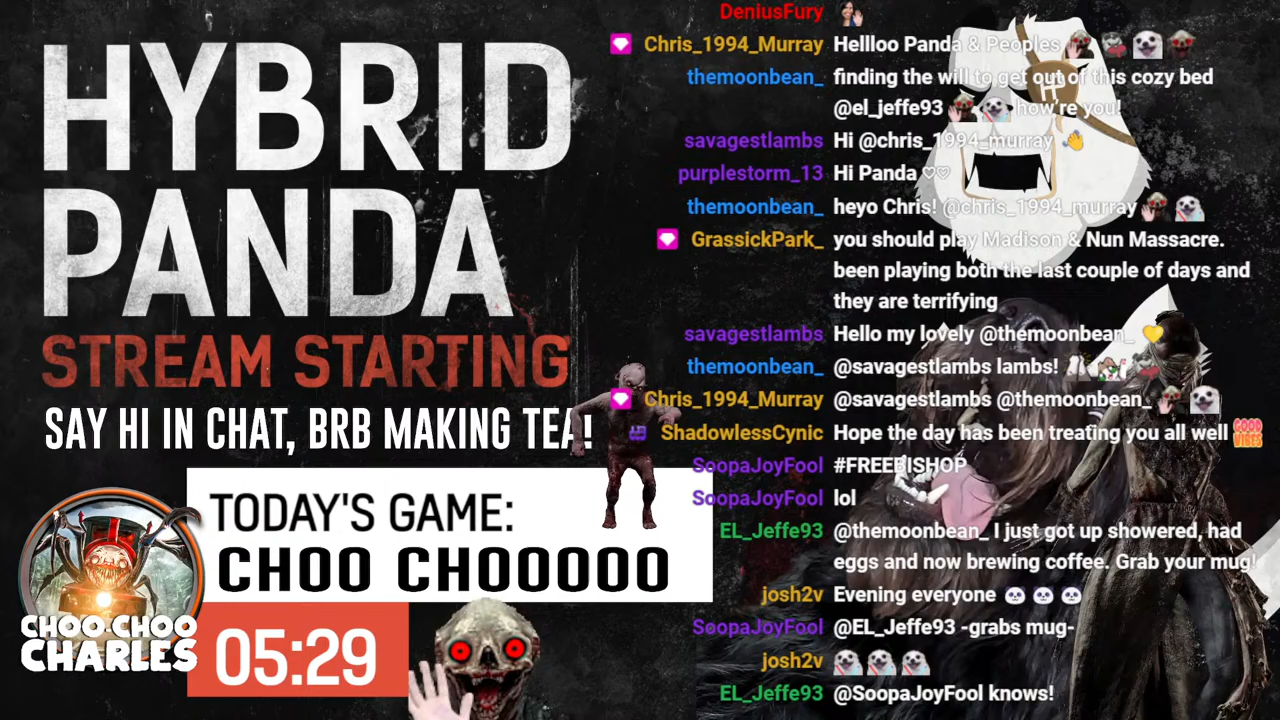 HYBRID
PANDA
STREAM STARTING
SAY HI IN CHAT, BRB MAKING TEA!
TODAY'S GAME:
CHOO CHOOOOO
CHOO-CHOO
CHARLES
05:29
DeniusFury
Chris_1994_Murray Hellloo Panda & Peoples
themoonbean_ finding the will to get out of this cozy bed
@el_jeffe93 how're you!
savagestlambs Hi @chris_1994_murray
purplestorm_13 Hi Panda ♡♡
themoonbean_ heyo Chris! @chris_1994_murray
GrassickPark_ you should play Madison & Nun Massacre.
been playing both the last couple of days and
they are terrifying
savagestlambs Hello my lovely @themoonbean_ 💛
themoonbean_ @savagestlambs lambs!
Chris_1994_Murray @savagestlambs @themoonbean_
ShadowlessCynic Hope the day has been treating you all well GOOD VIBES
SoopaJoyFool #FREEBISHOP
SoopaJoyFool lol
EL_Jeffe93 @themoonbean_ I just got up showered, had
eggs and now brewing coffee. Grab your mug!
josh2v Evening everyone 🐼 🐼 🐼
SoopaJoyFool @EL_Jeffe93 -grabs mug-
josh2v
EL_Jeffe93 @SoopaJoyFool knows!